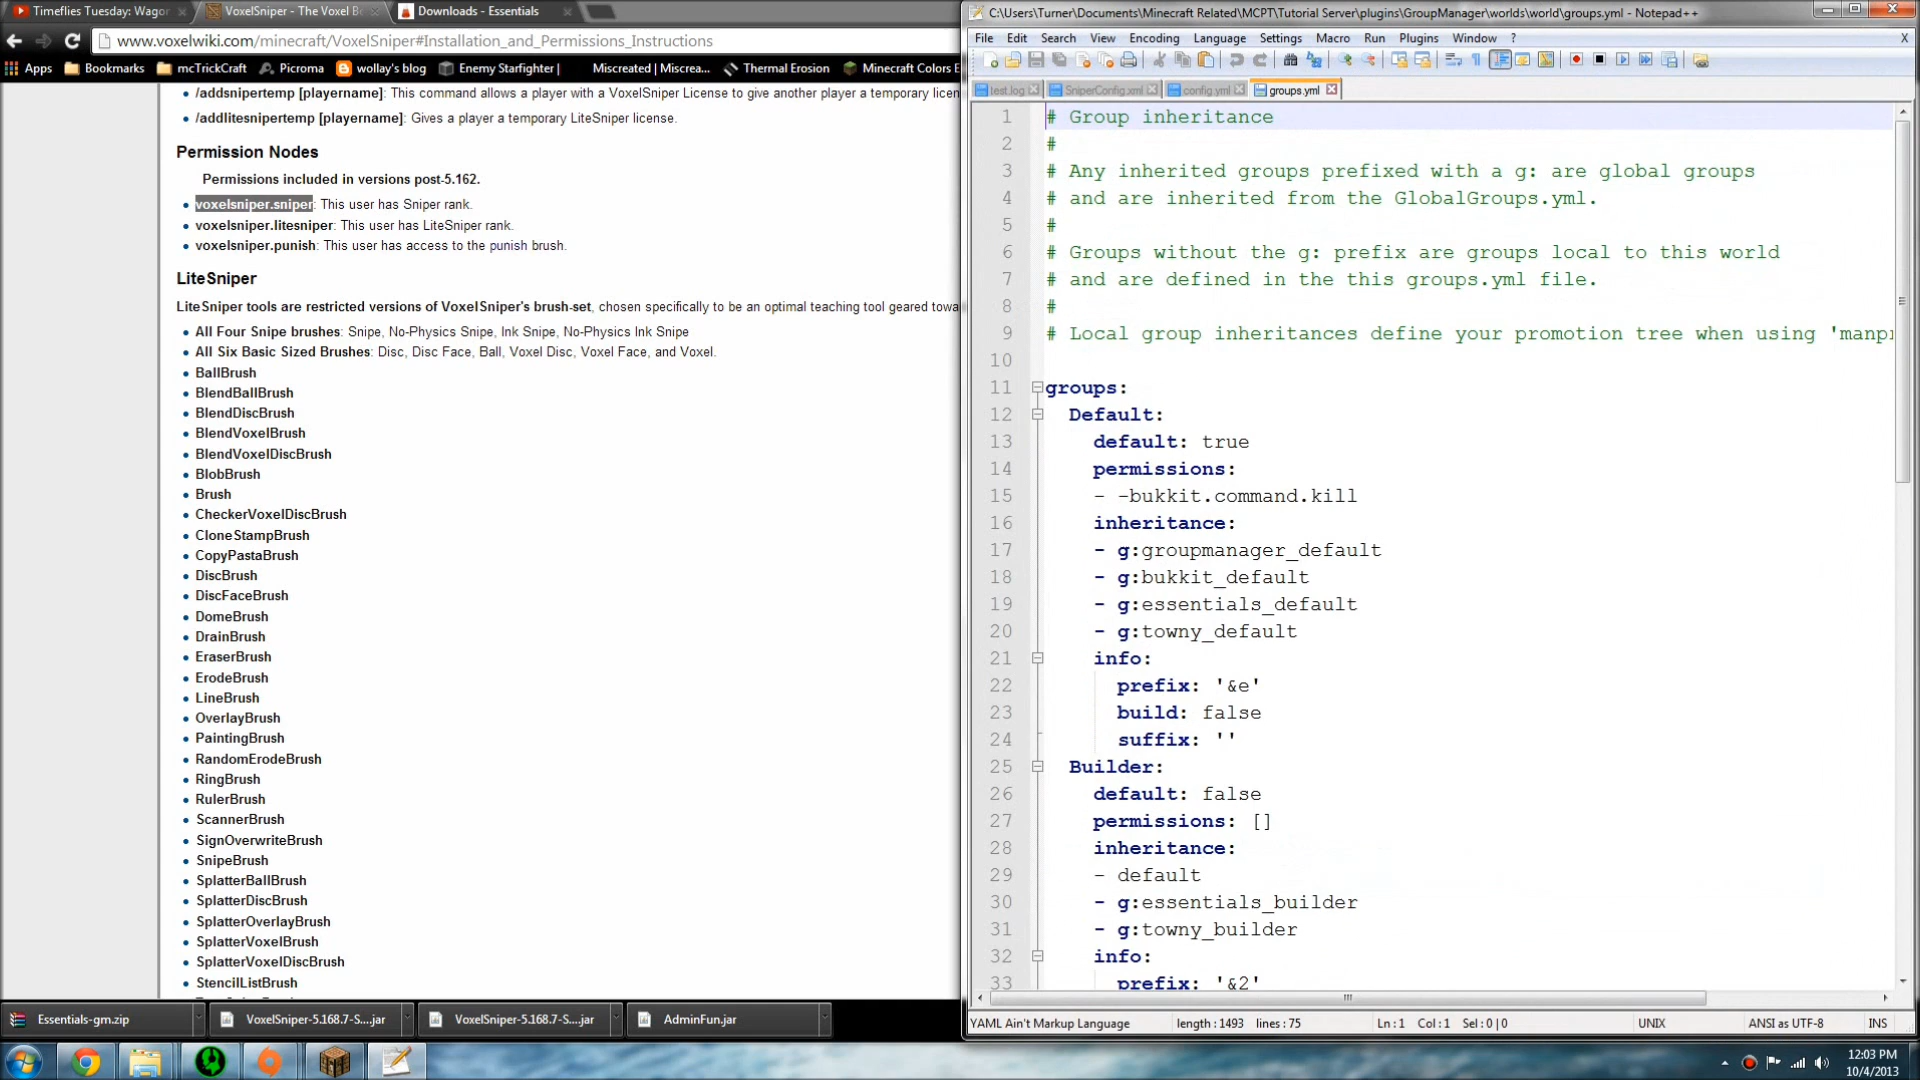 Timeflies Tuesday: Wagor
VoxelSniper - The Voxel B
Downloads - Essentials
www.voxelwiki.com/minecraft/VoxelSniper#Installation_and_Permissions_Instructions
Apps
Bookmarks
mcTrickCraft
Picroma
wollay's blog
Enemy Starfighter |
Miscreated | Miscrea...
Thermal Erosion
Minecraft Colors E
/addsnipertemp [playername]: This command allows a player with a VoxelSniper License to give another player a temporary licen
/addlitesnipertemp [playername]: Gives a player a temporary LiteSniper license.
Permission Nodes
Permissions included in versions post-5.162.
voxelsniper.sniper: This user has Sniper rank.
voxelsniper.litesniper: This user has LiteSniper rank.
voxelsniper.punish: This user has access to the punish brush.
LiteSniper
LiteSniper tools are restricted versions of VoxelSniper's brush-set, chosen specifically to be an optimal teaching tool geared towa
All Four Snipe brushes: Snipe, No-Physics Snipe, Ink Snipe, No-Physics Ink Snipe
All Six Basic Sized Brushes: Disc, Disc Face, Ball, Voxel Disc, Voxel Face, and Voxel.
BallBrush
BlendBallBrush
BlendDiscBrush
BlendVoxelBrush
BlendVoxelDiscBrush
BlobBrush
Brush
CheckerVoxelDiscBrush
CloneStampBrush
CopyPastaBrush
DiscBrush
DiscFaceBrush
DomeBrush
DrainBrush
EraserBrush
ErodeBrush
LineBrush
OverlayBrush
PaintingBrush
RandomErodeBrush
RingBrush
RulerBrush
ScannerBrush
SignOverwriteBrush
SnipeBrush
SplatterBallBrush
SplatterDiscBrush
SplatterOverlayBrush
SplatterVoxelBrush
SplatterVoxelDiscBrush
StencilListBrush
Essentials-gm.zip
VoxelSniper-5.168.7-S....jar
VoxelSniper-5.168.7-S....jar
AdminFun.jar
C:\Users\Turner\Documents\Minecraft Related\MCPT\Tutorial Server\plugins\GroupManager\worlds\world\groups.yml - Notepad++
File Edit Search View Encoding Language Settings Macro Run Plugins Window ? X
test.log
SniperConfig.xml
config.yml
groups.yml
1 # Group inheritance
2 #
3 # Any inherited groups prefixed with a g: are global groups
4 # and are inherited from the GlobalGroups.yml.
5 #
6 # Groups without the g: prefix are groups local to this world
7 # and are defined in the this groups.yml file.
8 #
9 # Local group inheritances define your promotion tree when using 'manpr
10
11 groups:
12 Default:
13 default: true
14 permissions:
15 - -bukkit.command.kill
16 inheritance:
17 - g:groupmanager_default
18 - g:bukkit_default
19 - g:essentials_default
20 - g:towny_default
21 info:
22 prefix: '&e'
23 build: false
24 suffix: ''
25 Builder:
26 default: false
27 permissions: []
28 inheritance:
29 - default
30 - g:essentials_builder
31 - g:towny_builder
32 info:
33 prefix: '&2'
YAML Ain't Markup Language
length : 1493 lines : 75
Ln : 1 Col : 1 Sel : 0 | 0
UNIX
ANSI as UTF-8
INS
12:03 PM
10/4/2013